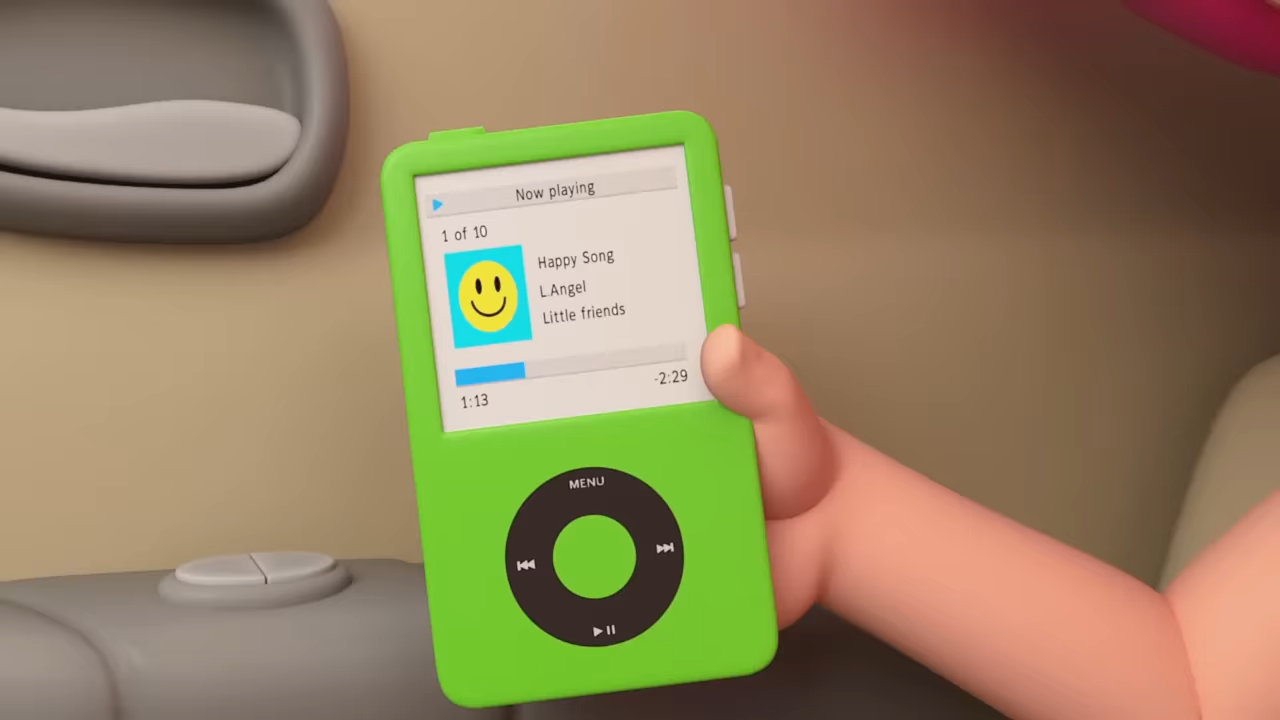 Now playing
1 of 10
Happy Song
L.Angel
Little friends
1:13
-2:29
MENU